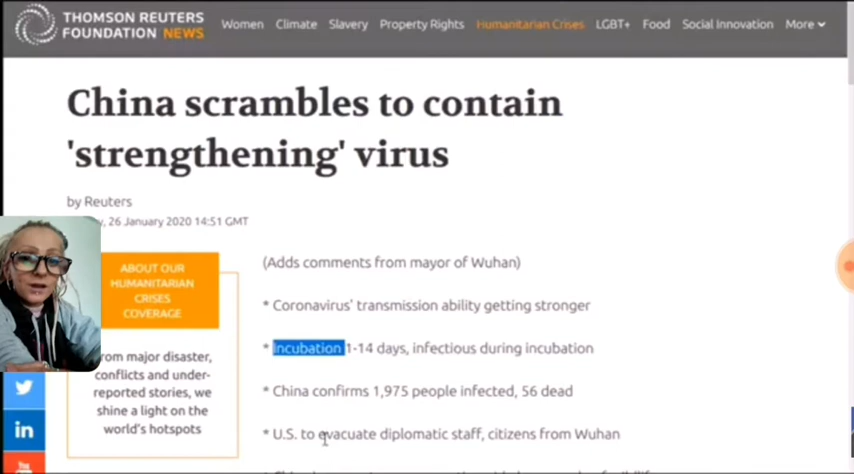 THOMSON REUTERS
FOUNDATION NEWS
Women Climate Slavery Property Rights Humanitarian Crises LGBT+ Food Social Innovation More
China scrambles to contain
'strengthening' virus
by Reuters
26 January 2020 14:51 GMT
ABOUT OUR
HUMANITARIAN
CRISES
COVERAGE
From major disaster,
conflicts and under-
reported stories, we
shine a light on the
world's hotspots
(Adds comments from mayor of Wuhan)
* Coronavirus' transmission ability getting stronger
* Incubation 1-14 days, infectious during incubation
* China confirms 1,975 people infected, 56 dead
* U.S. to evacuate diplomatic staff, citizens from Wuhan
in